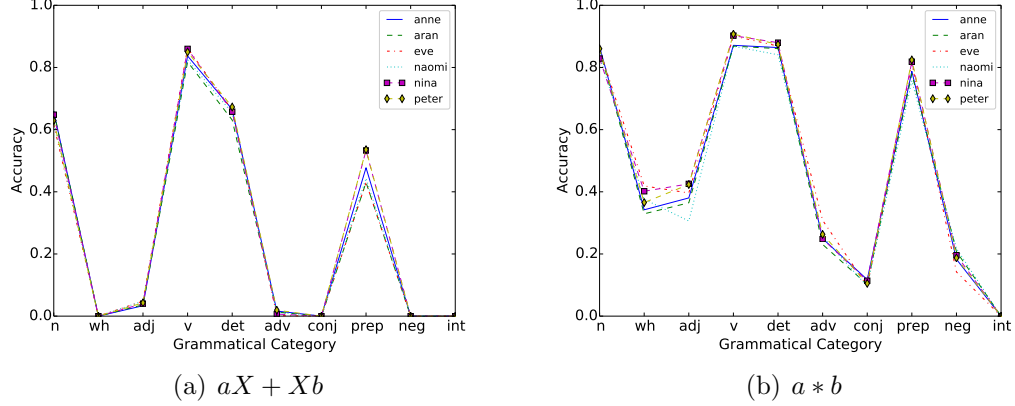 1.0
0.8
0.6
0.4
0.2
0.0
Accuracy
n wh adj v det adv conj prep neg int
Grammatical Category
anne
aran
eve
naomi
nina
peter
(a) aX + Xb
1.0
0.8
0.6
0.4
0.2
0.0
Accuracy
n wh adj v det adv conj prep neg int
Grammatical Category
anne
aran
eve
naomi
nina
peter
(b) a ∗ b